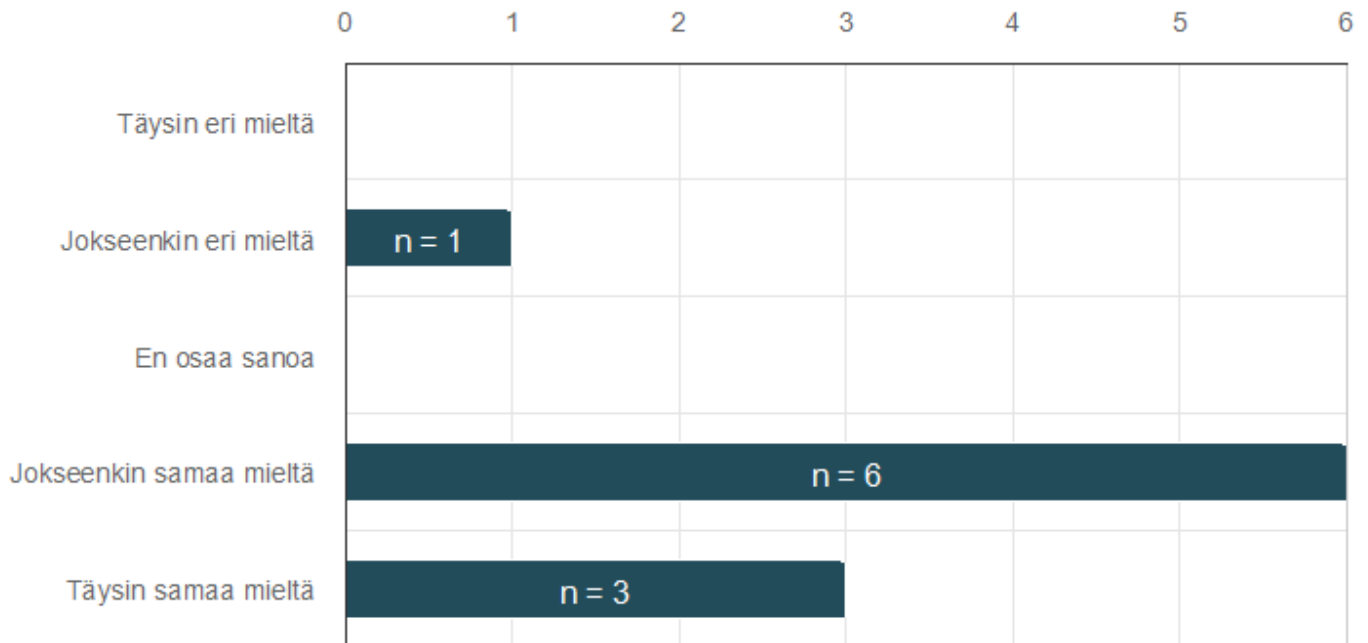 0 1 2 3 4 5 6
Täysin eri mieltä
Jokseenkin eri mieltä n = 1
En osaa sanoa
Jokseenkin samaa mieltä n = 6
Täysin samaa mieltä n = 3